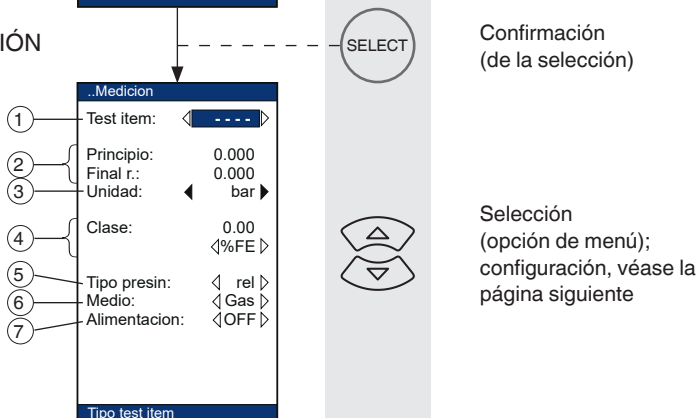 IÓN
SELECT
Confirmación
(de la selección)
..Medicion
1 Test item: - - - -
2 Principio: 0.000
Final r.: 0.000
3 Unidad: bar
4 Clase: 0.00
%FE
5 Tipo presin: rel
6 Medio: Gas
7 Alimentacion: OFF
Tipo test item
Selección
(opción de menú);
configuración, véase la
página siguiente